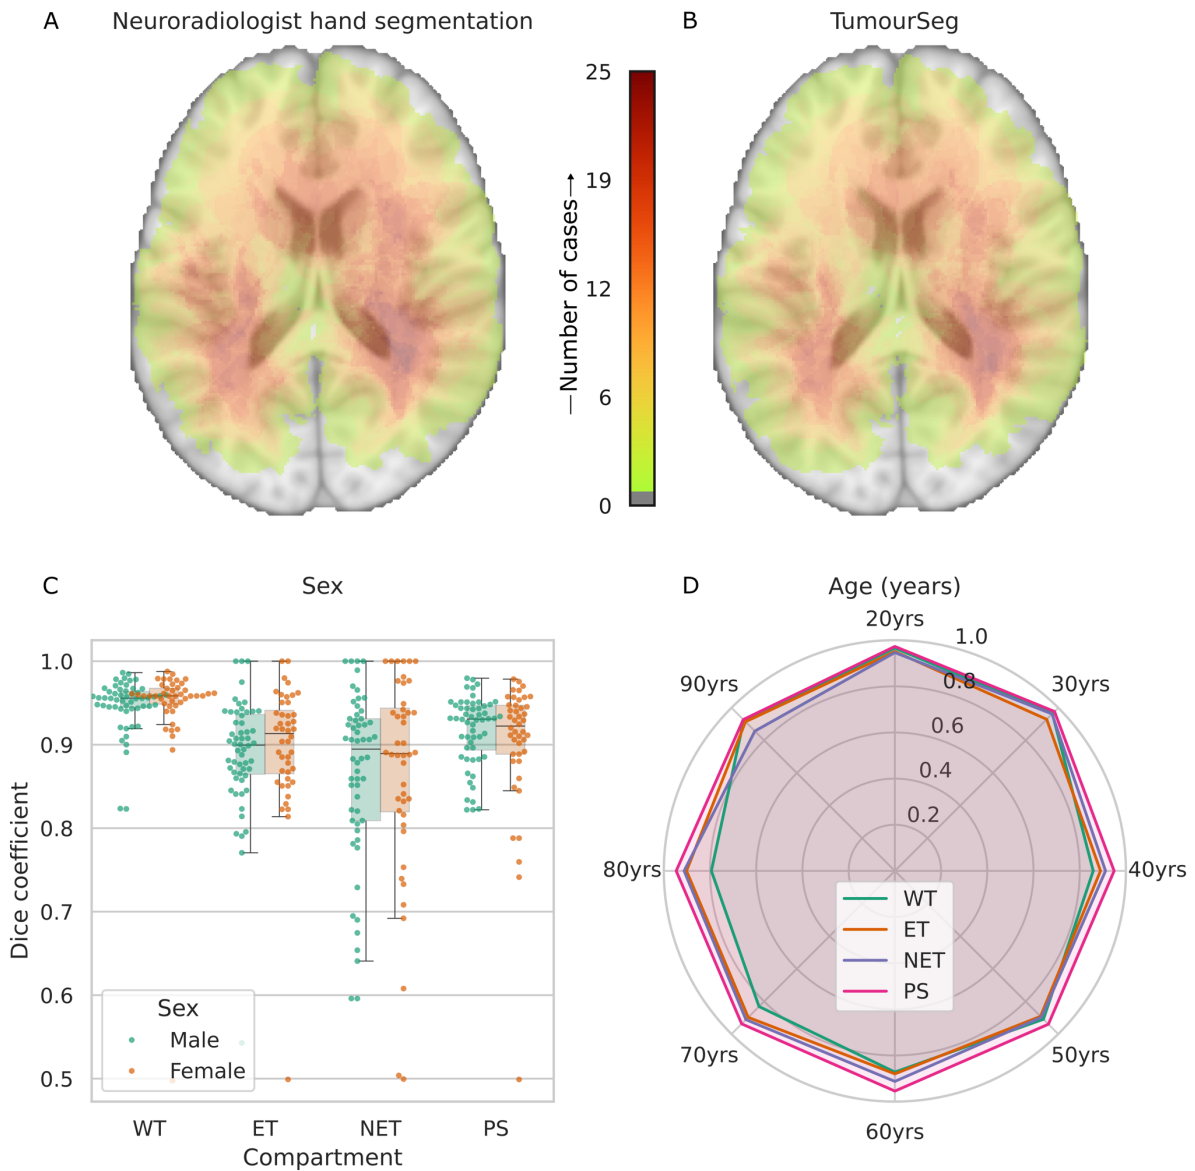 A Neuroradiologist hand segmentation
B TumourSeg
25
19
12
6
0
—Number of cases→
C Sex
1.0
0.9
0.8
0.7
0.6
0.5
Dice coefficient
Sex
Male
Female
WT ET NET PS
Compartment
D Age (years)
20yrs
1.0
90yrs 0.8 30yrs
0.6
0.4
0.2
80yrs 40yrs
WT
ET
NET
PS
70yrs 50yrs
60yrs